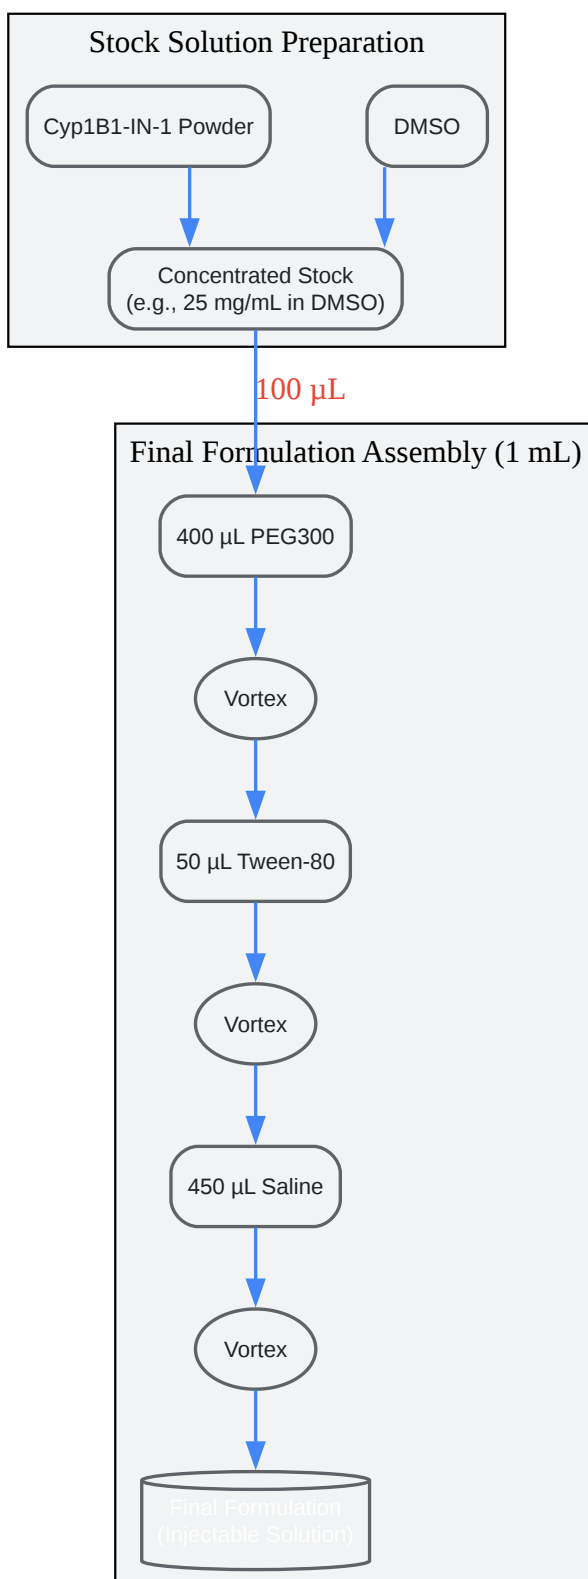 Stock Solution Preparation
Cyp1B1-IN-1 Powder
DMSO
Concentrated Stock
(e.g., 25 mg/mL in DMSO)
100 µL
Final Formulation Assembly (1 mL)
400 µL PEG300
Vortex
50 µL Tween-80
Vortex
450 µL Saline
Vortex
Final Formulation
(Injectable Solution)